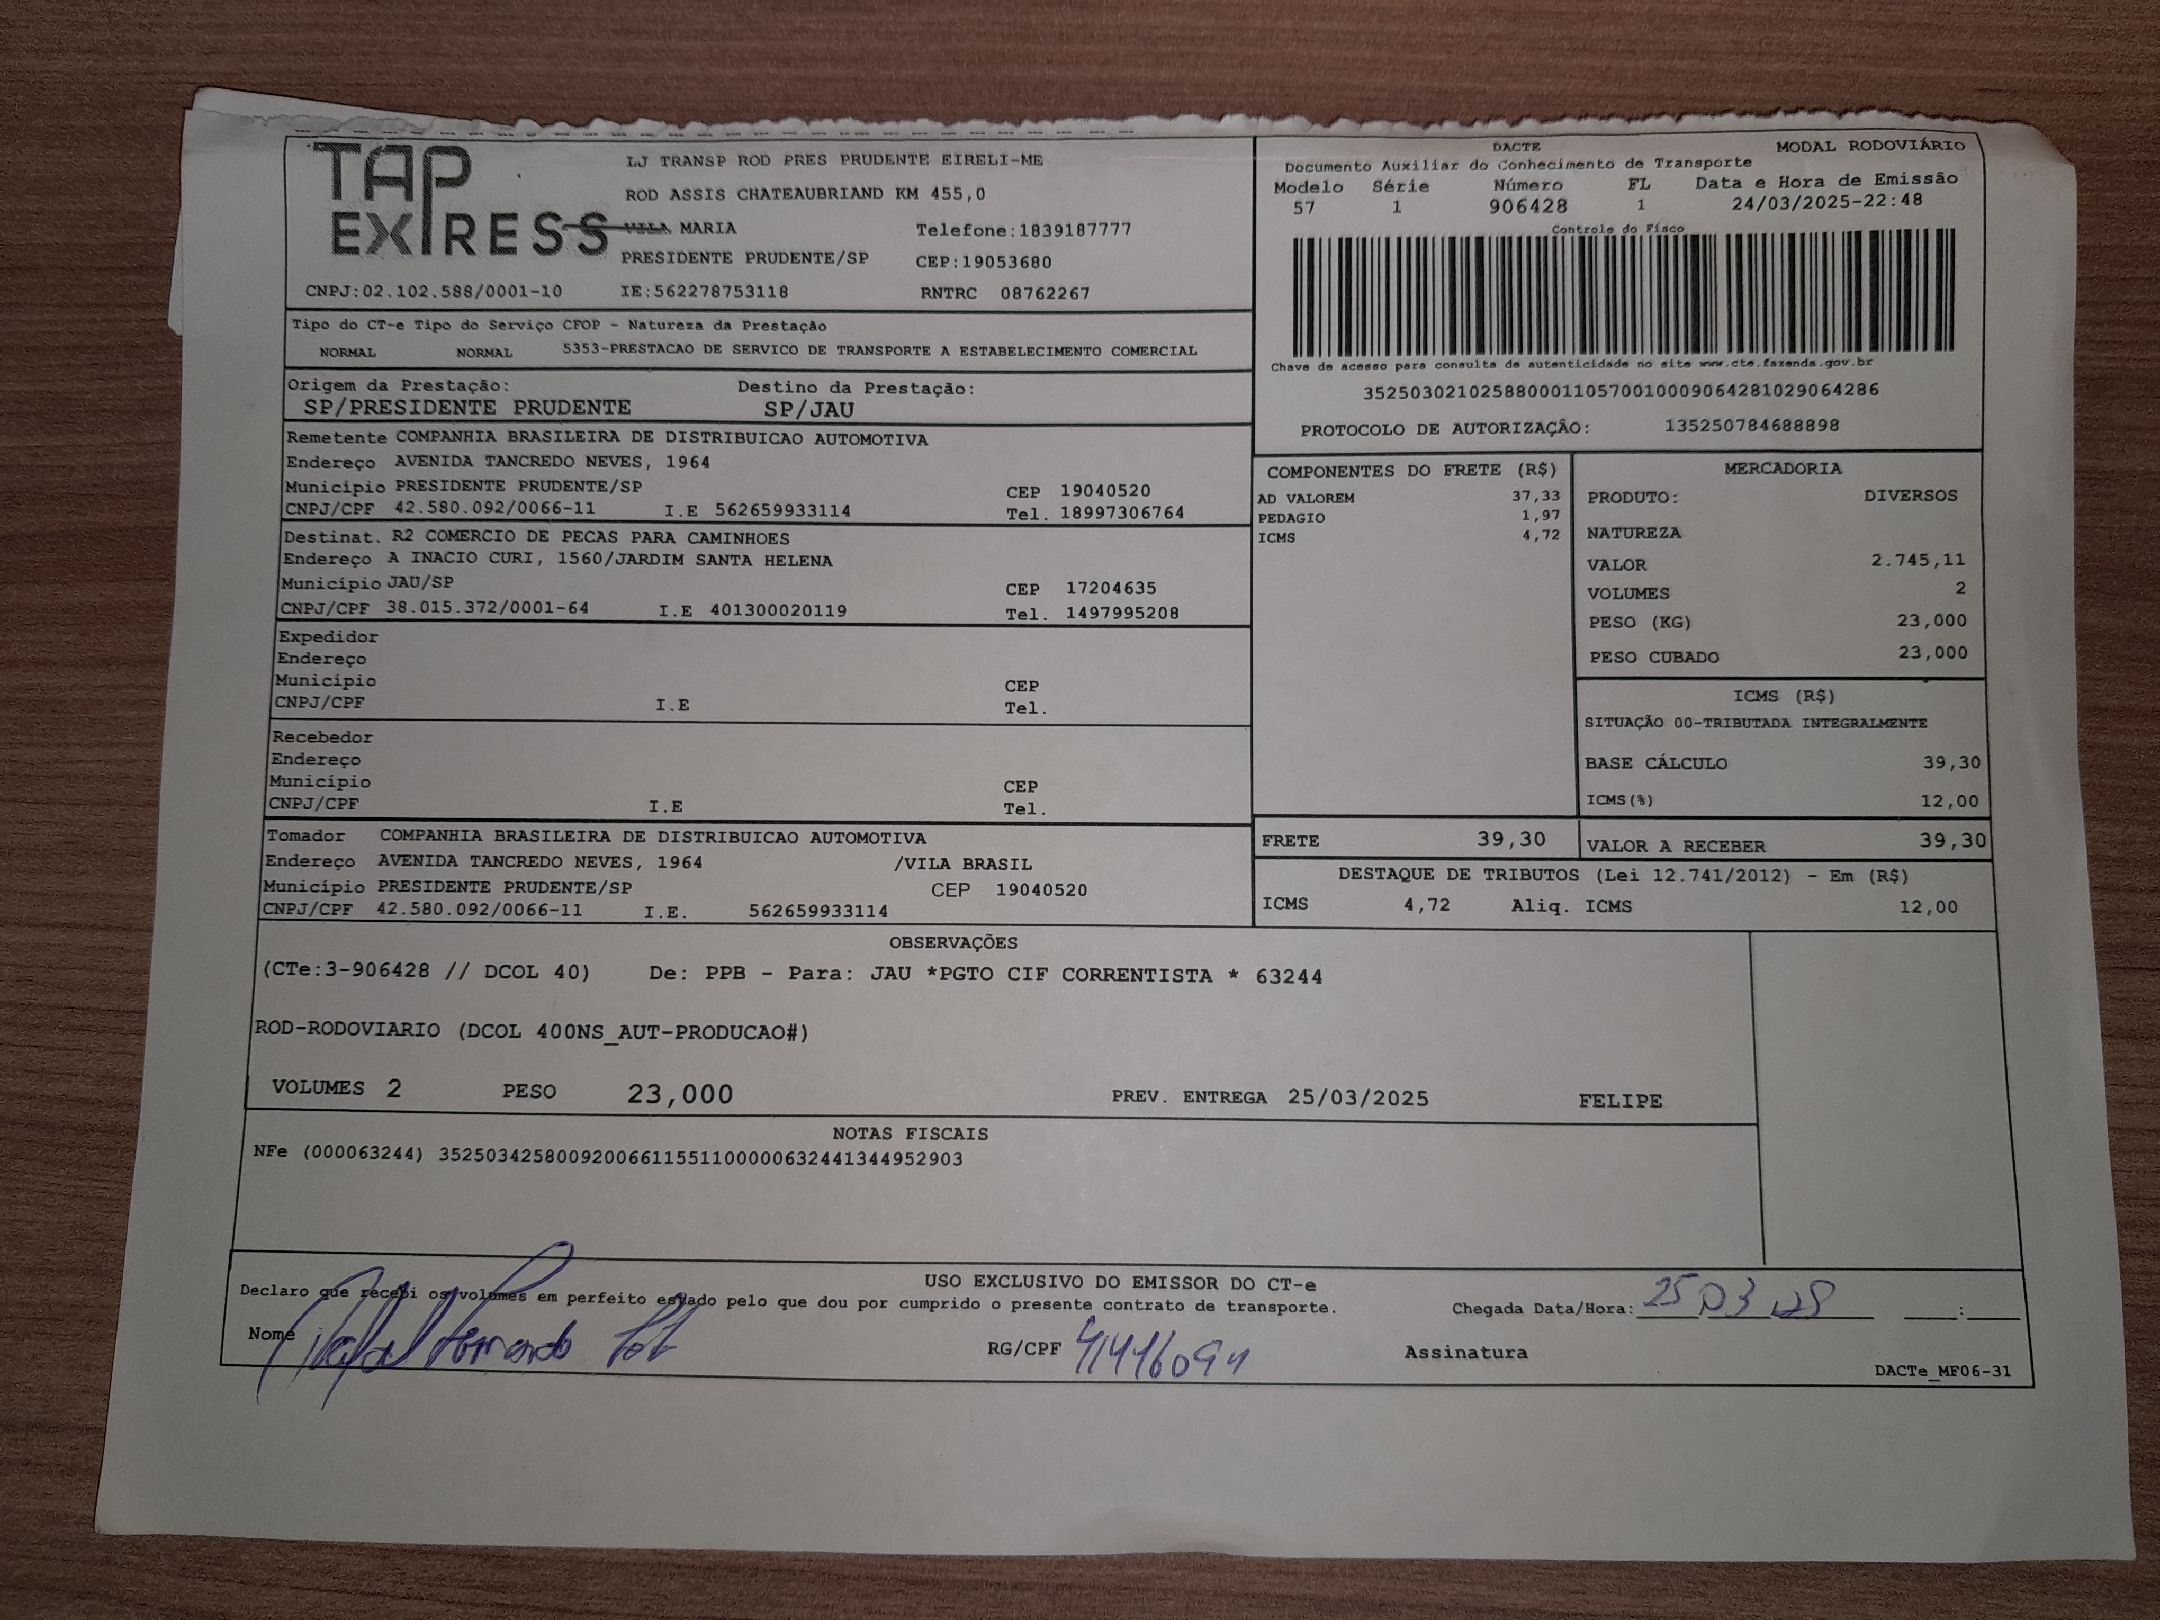 TAP EXPRESS
LJ TRANSP ROD PRES PRUDENTE EIRELI-ME
ROD ASSIS CHATEAUBRIAND KM 455,0
VILA MARIA Telefone:1839187777
PRESIDENTE PRUDENTE/SP CEP:19053680
CNPJ:02.102.588/0001-10 IE:562278753118 RNTRC 08762267
DACTE MODAL RODOVIÁRIO
Documento Auxiliar do Conhecimento de Transporte
Modelo Série Número FL Data e Hora de Emissão
57 1 906428 1 24/03/2025-22:48
Controle do Fisco
Chave de acesso para consulta de autenticidade no site www.cte.fazenda.gov.br
35250302102588000110570010009064281029064286
PROTOCOLO DE AUTORIZAÇÃO: 135250784688898
Tipo do CT-e Tipo do Serviço CFOP - Natureza da Prestação
NORMAL NORMAL 5353-PRESTACAO DE SERVICO DE TRANSPORTE A ESTABELECIMENTO COMERCIAL
Origem da Prestação: Destino da Prestação:
SP/PRESIDENTE PRUDENTE SP/JAU
Remetente COMPANHIA BRASILEIRA DE DISTRIBUICAO AUTOMOTIVA
Endereço AVENIDA TANCREDO NEVES, 1964
Município PRESIDENTE PRUDENTE/SP CEP 19040520
CNPJ/CPF 42.580.092/0066-11 I.E 562659933114 Tel. 18997306764
Destinat. R2 COMERCIO DE PECAS PARA CAMINHOES
Endereço A INACIO CURI, 1560/JARDIM SANTA HELENA
Município JAU/SP CEP 17204635
CNPJ/CPF 38.015.372/0001-64 I.E 401300020119 Tel. 1497995208
Expedidor
Endereço
Município CEP
CNPJ/CPF I.E Tel.
Recebedor
Endereço
Município CEP
CNPJ/CPF I.E Tel.
Tomador COMPANHIA BRASILEIRA DE DISTRIBUICAO AUTOMOTIVA
Endereço AVENIDA TANCREDO NEVES, 1964 /VILA BRASIL
Município PRESIDENTE PRUDENTE/SP CEP 19040520
CNPJ/CPF 42.580.092/0066-11 I.E. 562659933114
COMPONENTES DO FRETE (R$)
AD VALOREM 37,33
PEDAGIO 1,97
ICMS 4,72
MERCADORIA
PRODUTO: DIVERSOS
NATUREZA
VALOR 2.745,11
VOLUMES 2
PESO (KG) 23,000
PESO CUBADO 23,000
ICMS (R$)
SITUAÇÃO 00-TRIBUTADA INTEGRALMENTE
BASE CÁLCULO 39,30
ICMS(%) 12,00
FRETE 39,30 VALOR A RECEBER 39,30
DESTAQUE DE TRIBUTOS (Lei 12.741/2012) - Em (R$)
ICMS 4,72 Aliq. ICMS 12,00
OBSERVAÇÕES
(CTe:3-906428 // DCOL 40) De: PPB - Para: JAU *PGTO CIF CORRENTISTA * 63244
ROD-RODOVIARIO (DCOL 400NS_AUT-PRODUCAO#)
VOLUMES 2 PESO 23,000 PREV. ENTREGA 25/03/2025 FELIPE
NOTAS FISCAIS
NFe (000063244) 35250342580092006611551100000632441344952903
USO EXCLUSIVO DO EMISSOR DO CT-e
Declaro que recebi os volumes em perfeito estado pelo que dou por cumprido o presente contrato de transporte. Chegada Data/Hora: 25 03 :
Nome Rafael Fernando RG/CPF Assinatura
DACTe_MF06-31